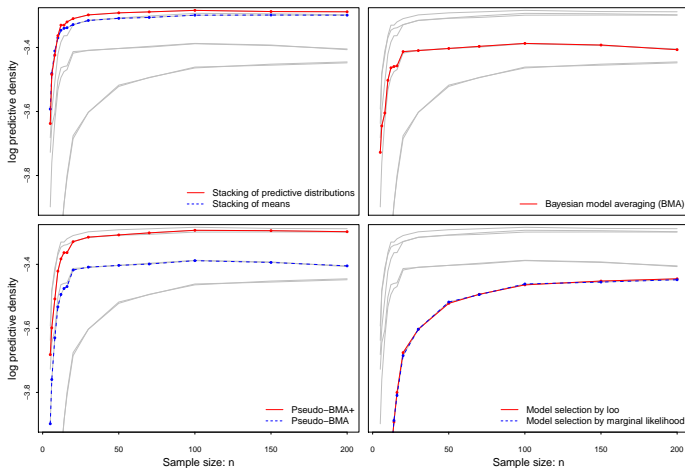 log predictive density
-3.4
-3.6
-3.8
Stacking of predictive distributions
Stacking of means
Bayesian model averaging (BMA)
log predictive density
-3.4
-3.6
-3.8
Pseudo-BMA+
Pseudo-BMA
Model selection by loo
Model selection by marginal likelihood
0 50 100 150 200
0 50 100 150 200
Sample size: n
Sample size: n